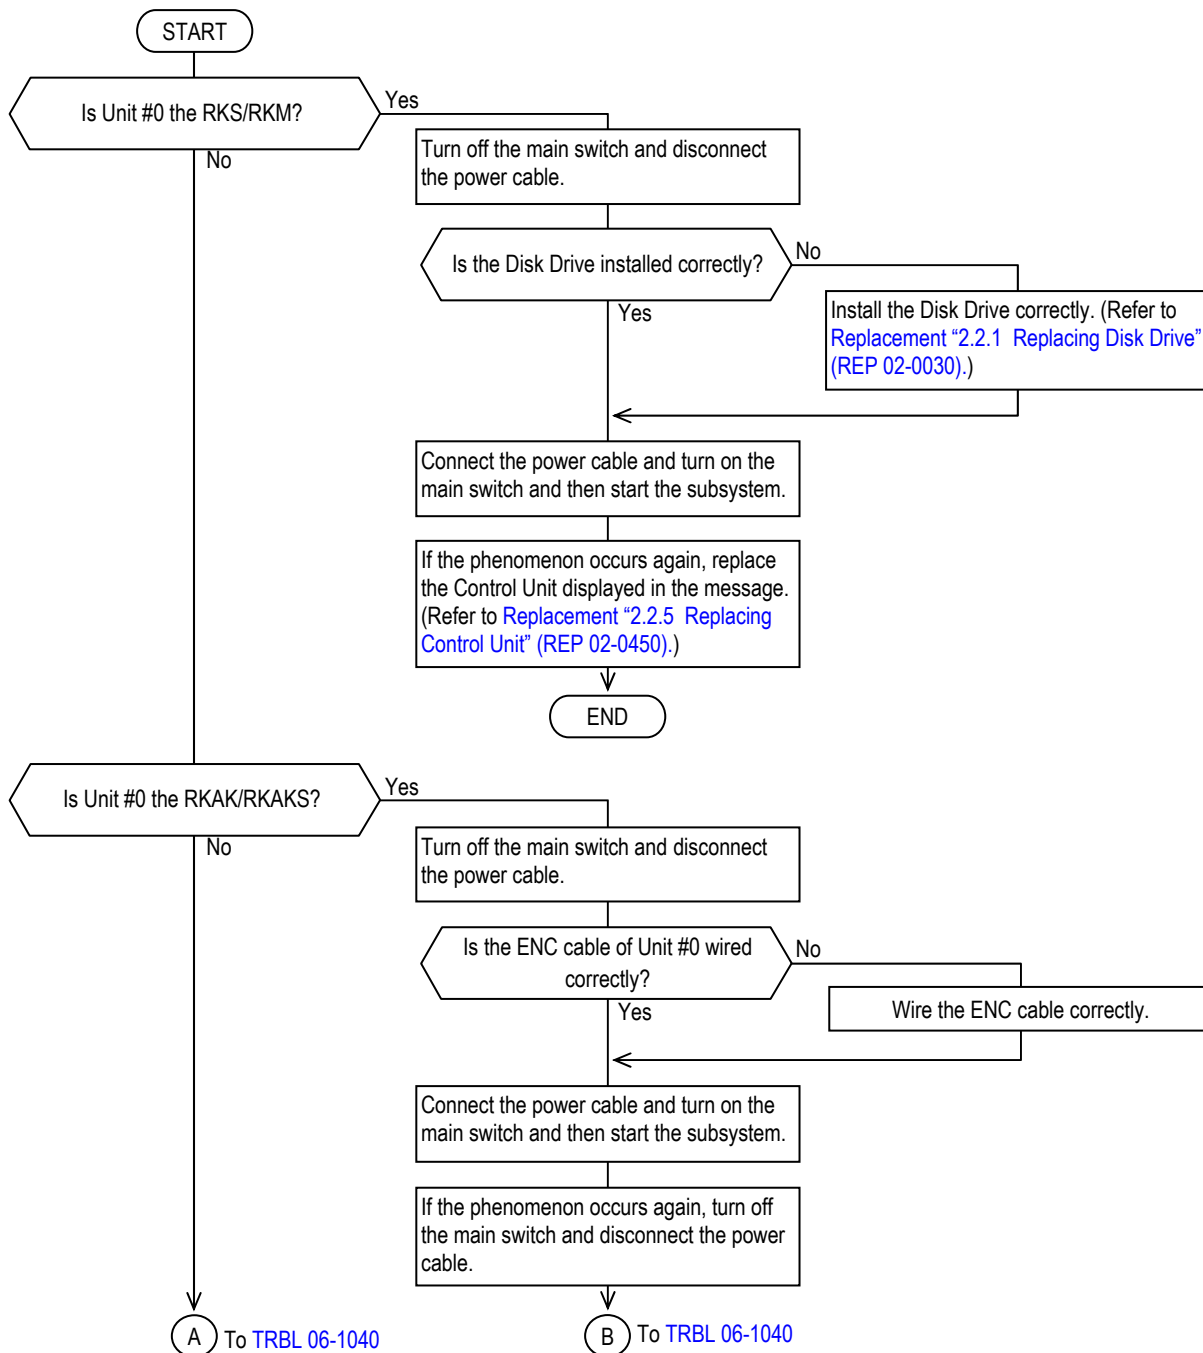 START
Is Unit #0 the RKS/RKM?
Yes
No
Turn off the main switch and disconnect
the power cable.
Is the Disk Drive installed correctly?
No
Yes
Install the Disk Drive correctly. (Refer to
Replacement “2.2.1 Replacing Disk Drive”
(REP 02-0030).)
Connect the power cable and turn on the
main switch and then start the subsystem.
If the phenomenon occurs again, replace
the Control Unit displayed in the message.
(Refer to Replacement “2.2.5 Replacing
Control Unit” (REP 02-0450).)
END
Is Unit #0 the RKAK/RKAKS?
Yes
No
Turn off the main switch and disconnect
the power cable.
Is the ENC cable of Unit #0 wired
correctly?
No
Yes
Wire the ENC cable correctly.
Connect the power cable and turn on the
main switch and then start the subsystem.
If the phenomenon occurs again, turn off
the main switch and disconnect the power
cable.
A To TRBL 06-1040
B To TRBL 06-1040